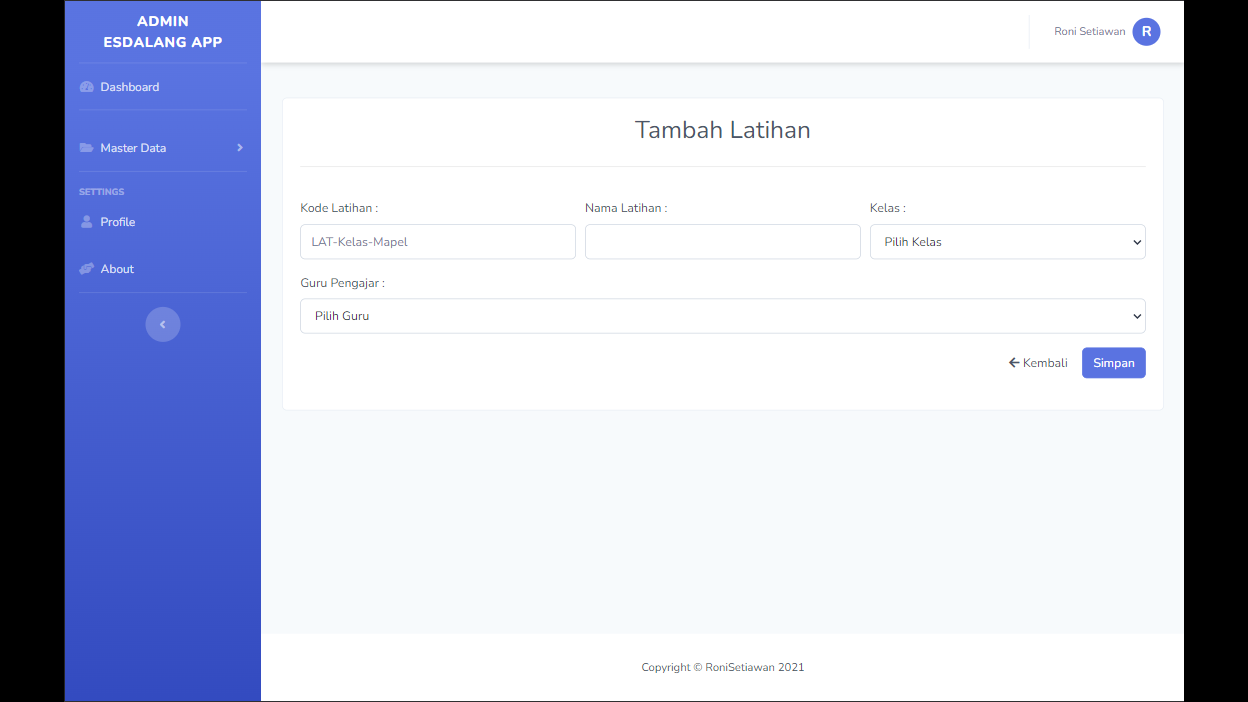 ADMIN
ESDALANG APP
Dashboard
Master Data
SETTINGS
Profile
About
Roni Setiawan R
Tambah Latihan
Kode Latihan : Nama Latihan : Kelas :
LAT-Kelas-Mapel Pilih Kelas
Guru Pengajar :
Pilih Guru
Kembali Simpan
Copyright © RoniSetiawan 2021